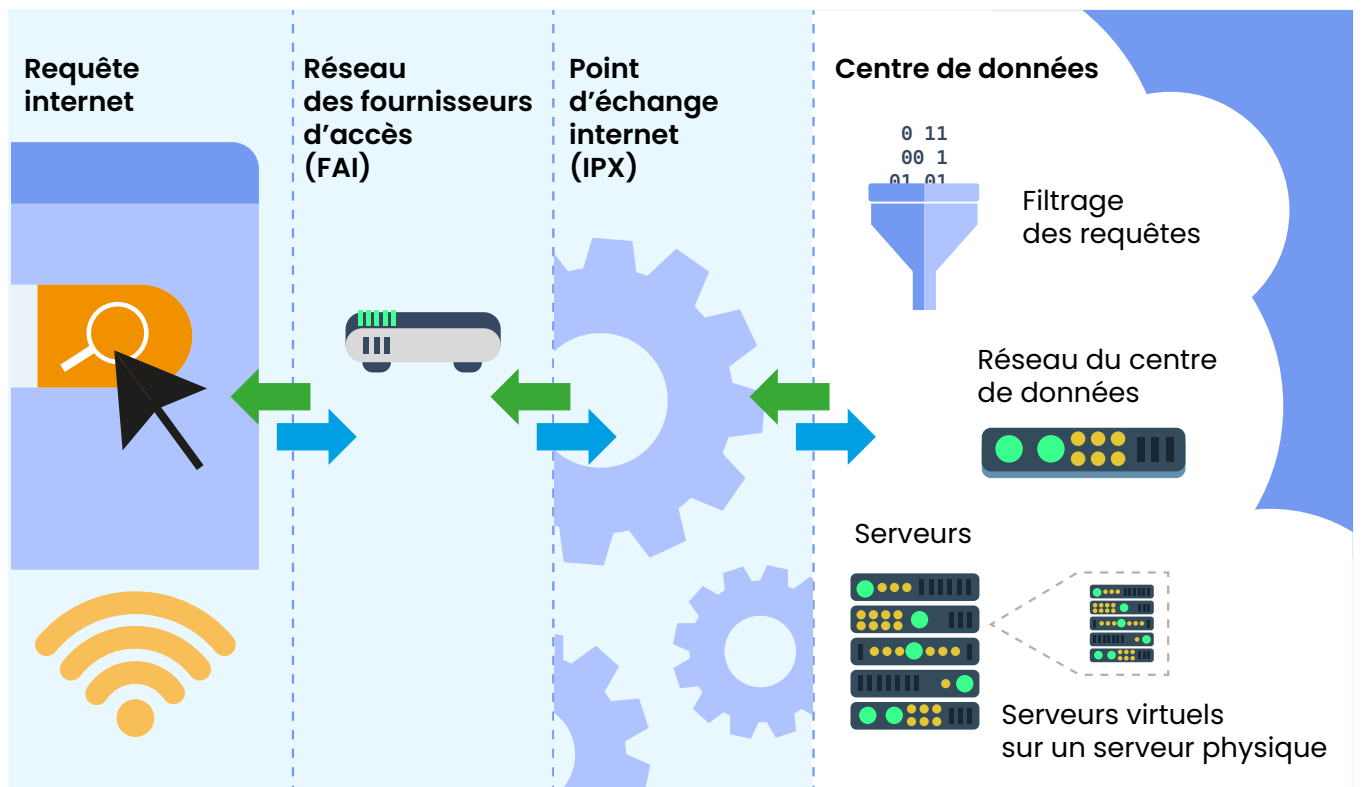 Requête
internet
Réseau
des fournisseurs
d’accès
(FAI)
Point
d’échange
internet
(IPX)
Centre de données
0 11
00 1
01 01
Filtrage
des requêtes
Réseau du centre
de données
Serveurs
Serveurs virtuels
sur un serveur physique